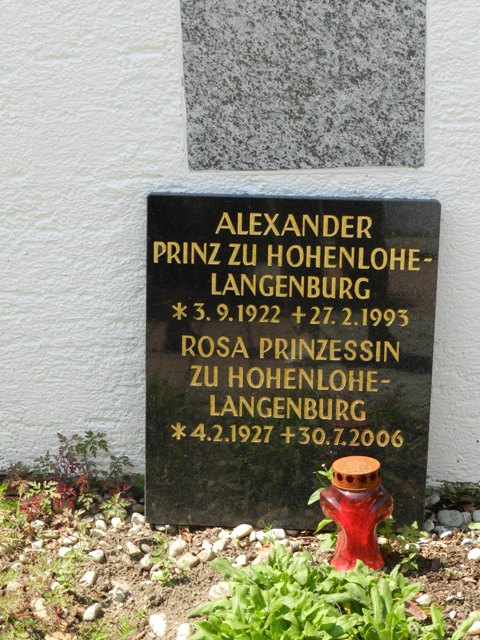 ALEXANDER
PRINZ ZU HOHENLOHE-
LANGENBURG
* 3.9.1922 + 27.2.1993
ROSA PRINZESSIN
ZU HOHENLOHE-
LANGENBURG
* 4.2.1927 + 30.7.2006